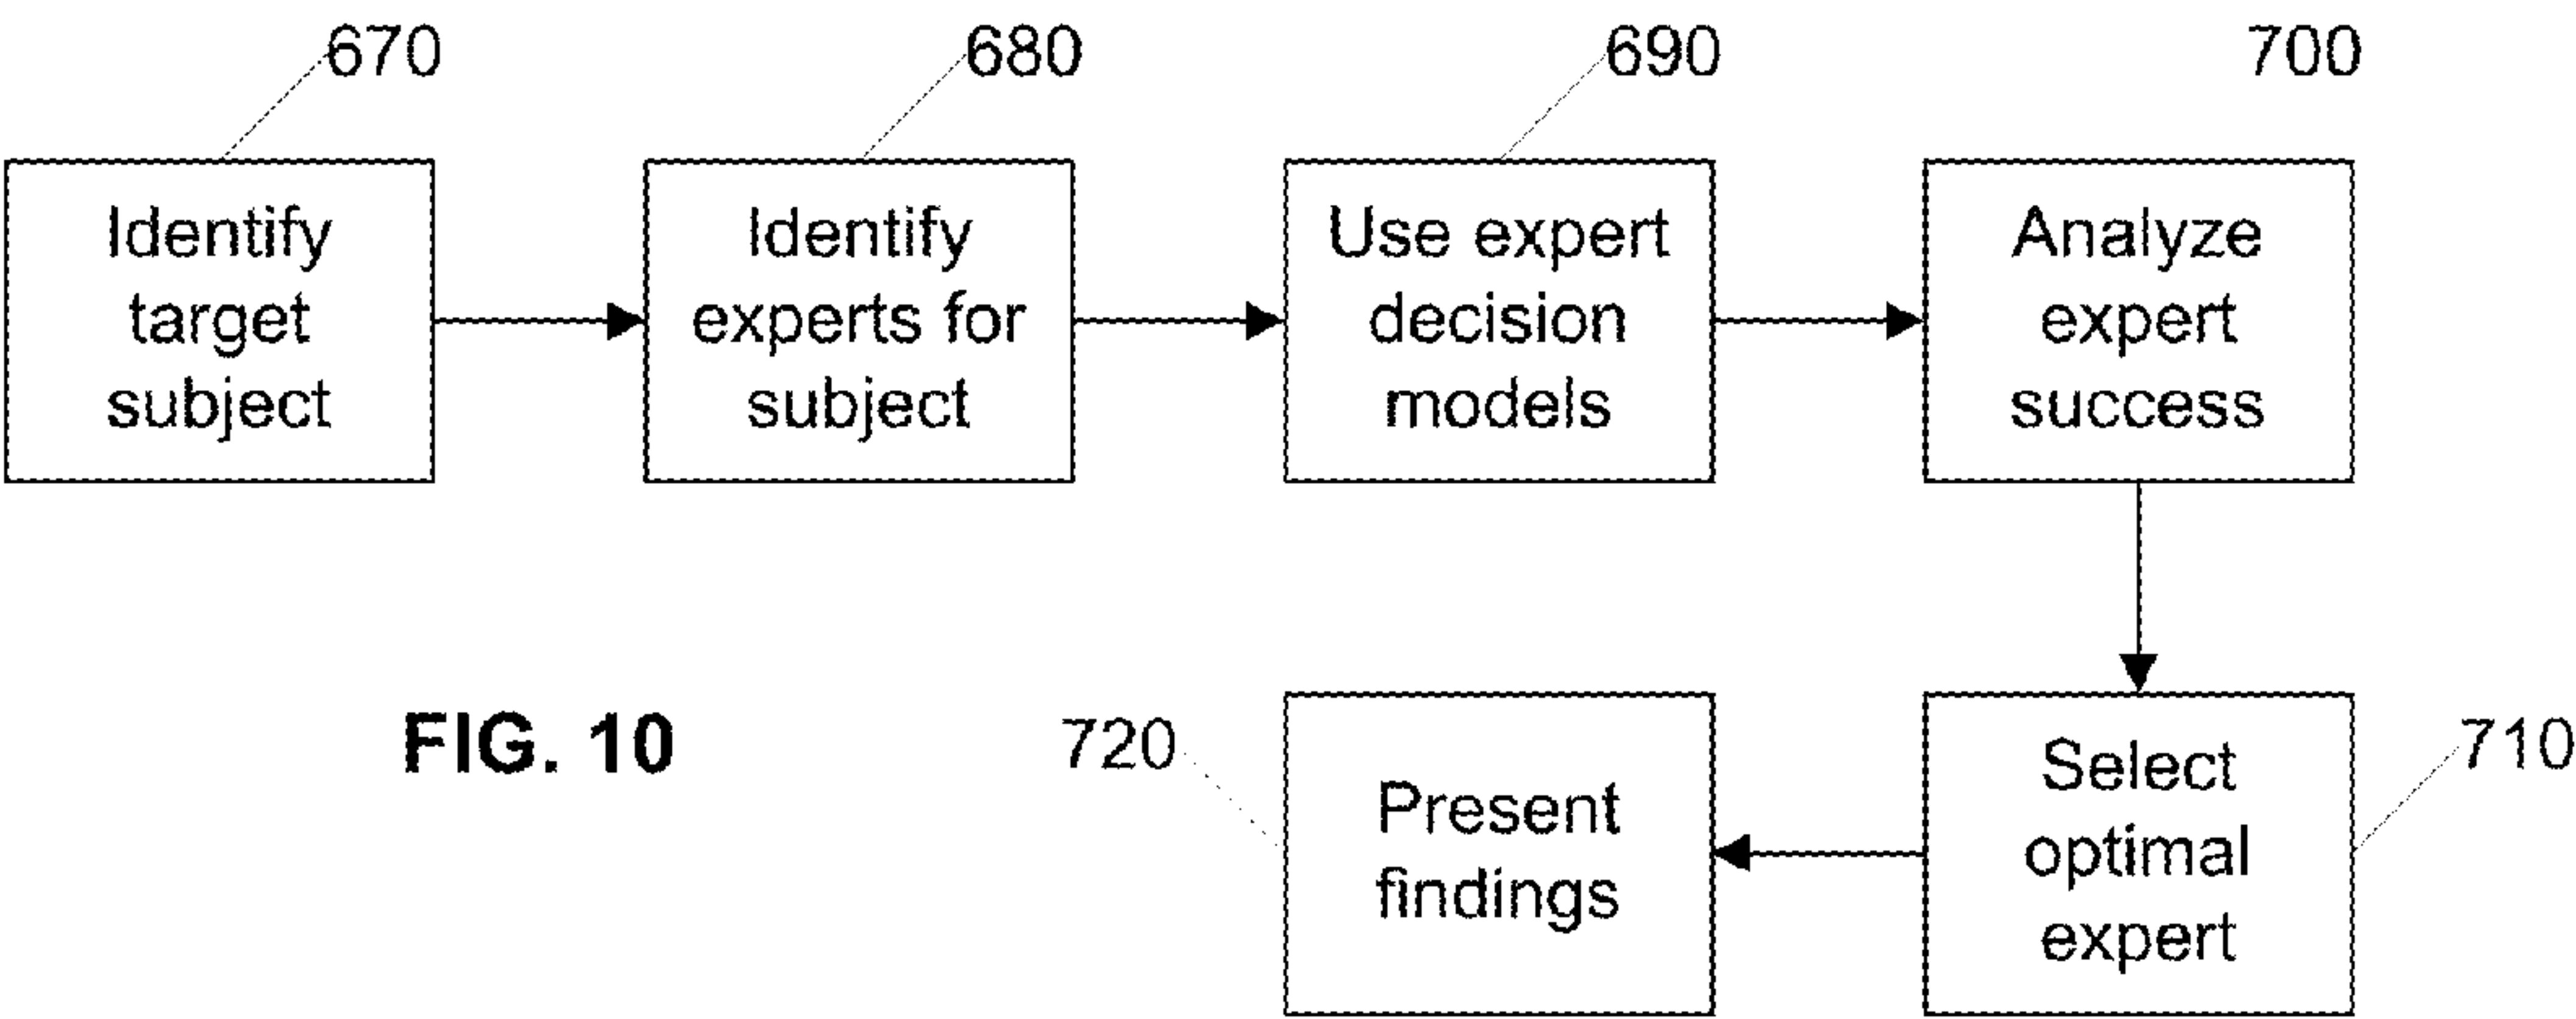 670
680
690
700
Identify
target
subject
Identify
experts for
subject
Use expert
decision
models
Analyze
expert
success
FIG. 10
720
Present
findings
Select
optimal
expert
710